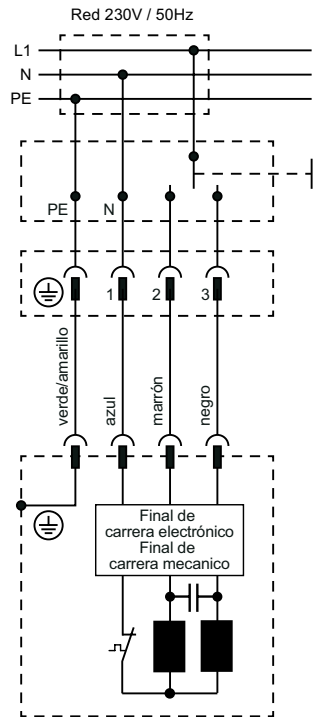 Red 230V / 50Hz
L1
N
PE
PE
N
1
2
3
verde/amarillo
azul
marrón
negro
Final de
carrera electrónico
Final de
carrera mecanico